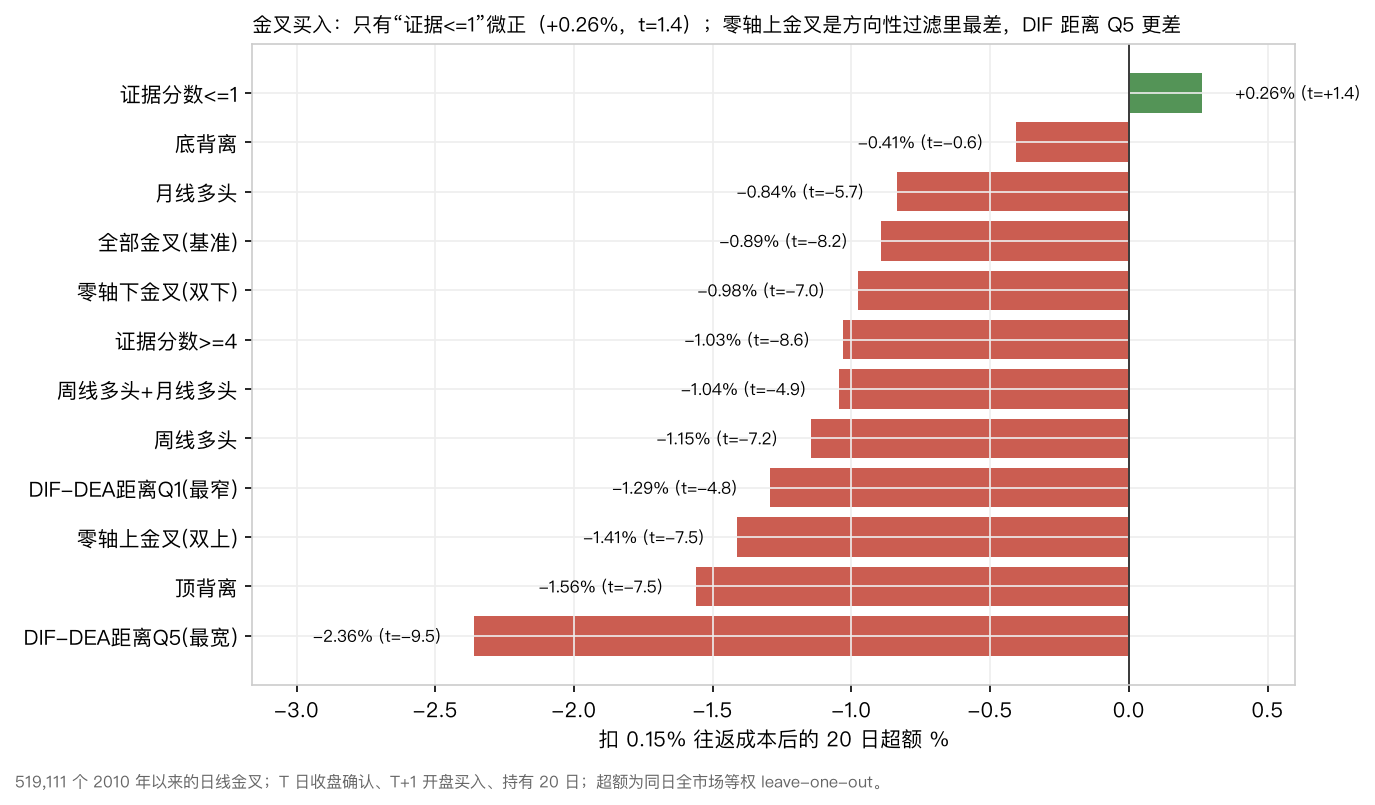 金叉买入：只有“证据<=1”微正（+0.26%，t=1.4）；零轴上金叉是方向性过滤里最差，DIF 距离 Q5 更差
证据分数<=1
+0.26% (t=+1.4)
底背离
−0.41% (t=−0.6)
月线多头
−0.84% (t=−5.7)
全部金叉(基准)
−0.89% (t=−8.2)
零轴下金叉(双下)
−0.98% (t=−7.0)
证据分数>=4
−1.03% (t=−8.6)
周线多头+月线多头
−1.04% (t=−4.9)
周线多头
−1.15% (t=−7.2)
DIF−DEA距离Q1(最窄)
−1.29% (t=−4.8)
零轴上金叉(双上)
−1.41% (t=−7.5)
顶背离
−1.56% (t=−7.5)
DIF−DEA距离Q5(最宽)
−2.36% (t=−9.5)
−3.0 −2.5 −2.0 −1.5 −1.0 −0.5 0.0 0.5
扣 0.15% 往返成本后的 20 日超额 %
519,111 个 2010 年以来的日线金叉；T 日收盘确认、T+1 开盘买入、持有 20 日；超额为同日全市场等权 leave−one−out。